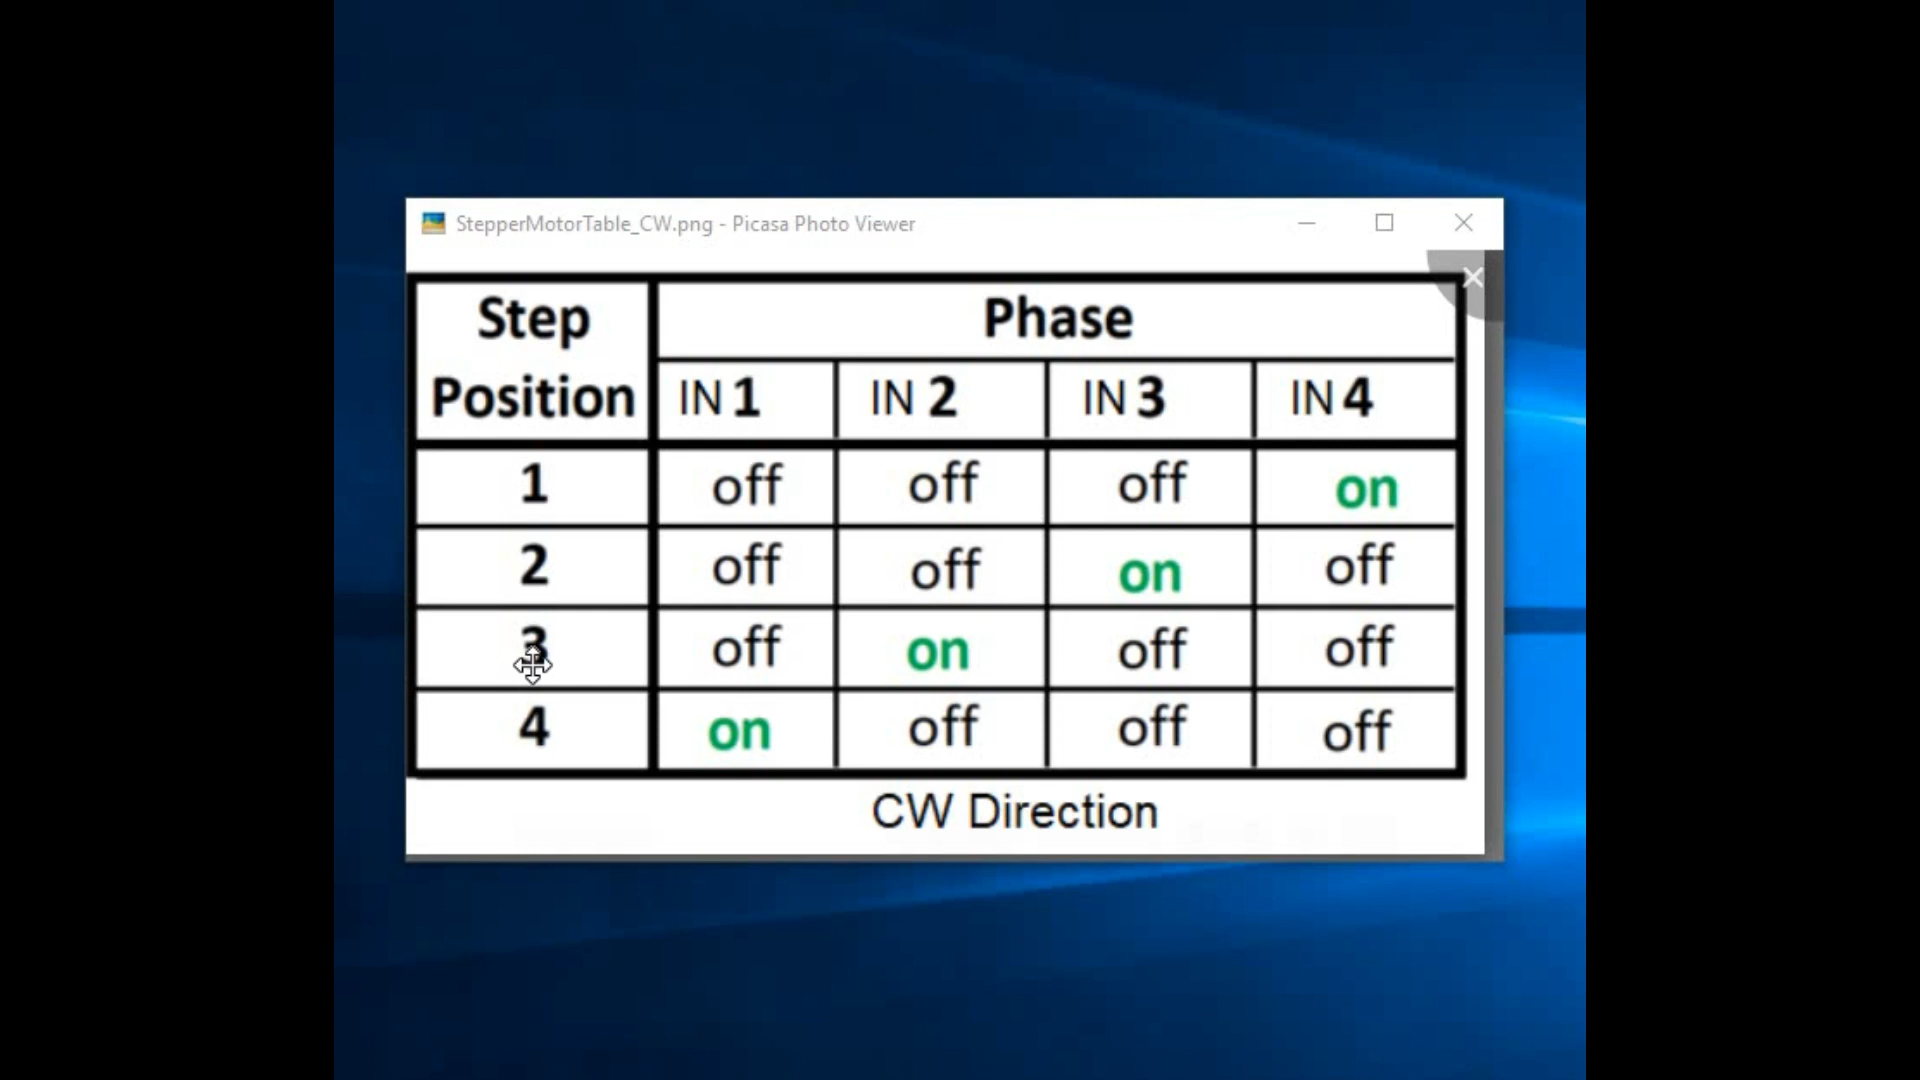 StepperMotorTable_CW.png - Picasa Photo Viewer
Step Position Phase
IN 1 IN 2 IN 3 IN 4
1 off off off on
2 off off on off
3 off on off off
4 on off off off
CW Direction